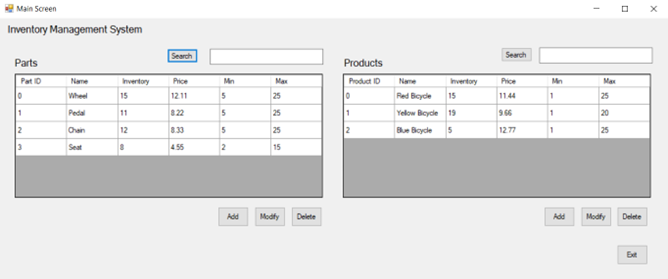 Main Screen
Inventory Management System
Parts
Search
Products
Search
Part ID Name Inventory Price Min Max
0 Wheel 15 12.11 5 25
1 Pedal 11 8.22 5 25
2 Chain 12 8.33 5 25
3 Seat 8 4.55 2 15
Product ID Name Inventory Price Min Max
0 Red Bicycle 15 11.44 1 25
1 Yellow Bicycle 19 9.66 1 20
2 Blue Bicycle 5 12.77 1 25
Add Modify Delete
Add Modify Delete
Exit